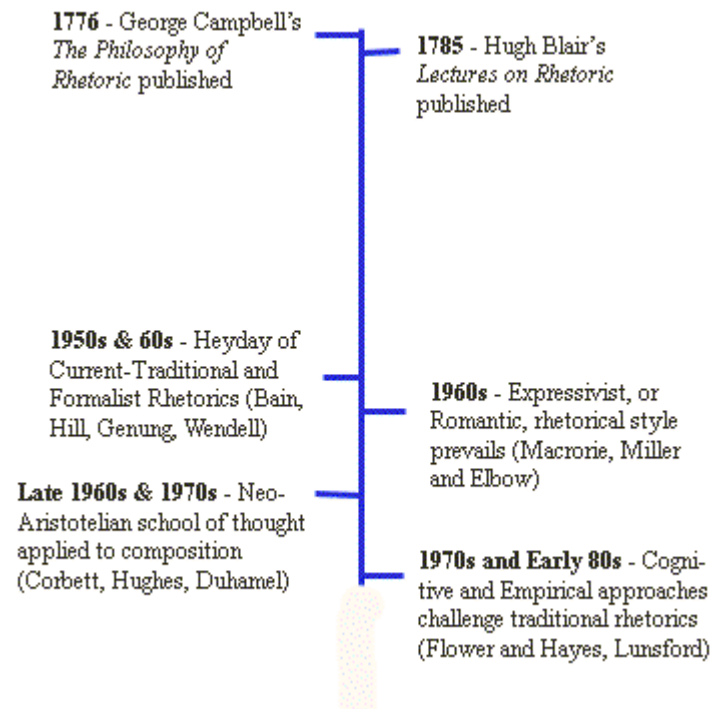 1776 - George Campbell's
The Philosophy of
Rhetoric published
1785 - Hugh Blair's
Lectures on Rhetoric
published
1950s & 60s - Heyday of
Current-Traditional and
Formalist Rhetorics (Bain,
Hill, Genung, Wendell)
1960s - Expressivist, or
Romantic, rhetorical style
prevails (Macrorie, Miller
and Elbow)
Late 1960s & 1970s - Neo-
Aristotelian school of thought
applied to composition
(Corbett, Hughes, Duhamel)
1970s and Early 80s - Cogni-
tive and Empirical approaches
challenge traditional rhetorics
(Flower and Hayes, Lunsford)